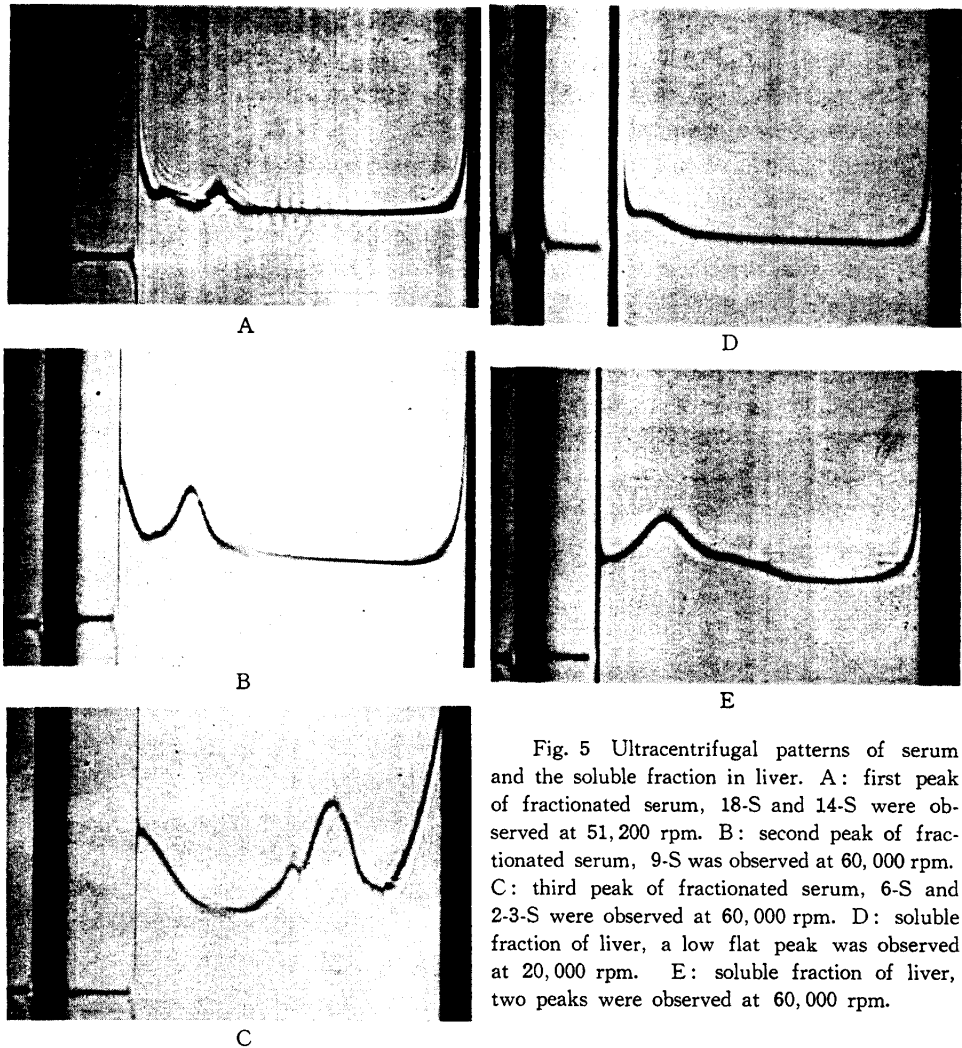 A
D
B
E
C
Fig. 5 Ultracentrifugal patterns of serum
and the soluble fraction in liver. A: first peak
of fractionated serum, 18-S and 14-S were ob-
served at 51,200 rpm. B: second peak of frac-
tionated serum, 9-S was observed at 60,000 rpm.
C: third peak of fractionated serum, 6-S and
2-3-S were observed at 60,000 rpm. D: soluble
fraction of liver, a low flat peak was observed
at 20,000 rpm. E: soluble fraction of liver,
two peaks were observed at 60,000 rpm.